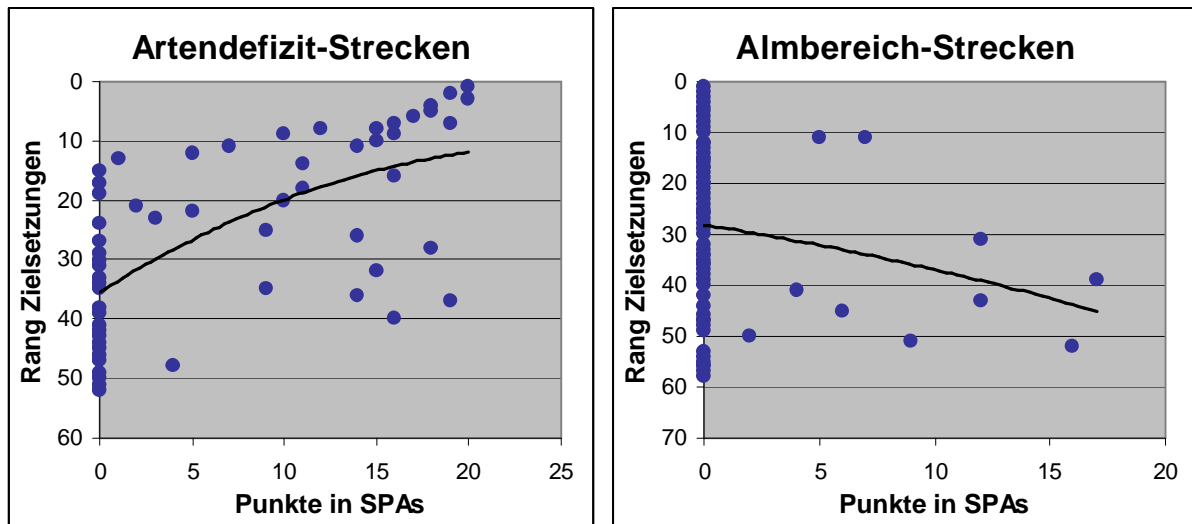 Artendefizit-Strecken
0
10
20
30
40
50
60
Rang Zielsetzungen
0 5 10 15 20 25
Punkte in SPAs
Almbereich-Strecken
0
10
20
30
40
50
60
70
Rang Zielsetzungen
0 5 10 15 20
Punkte in SPAs